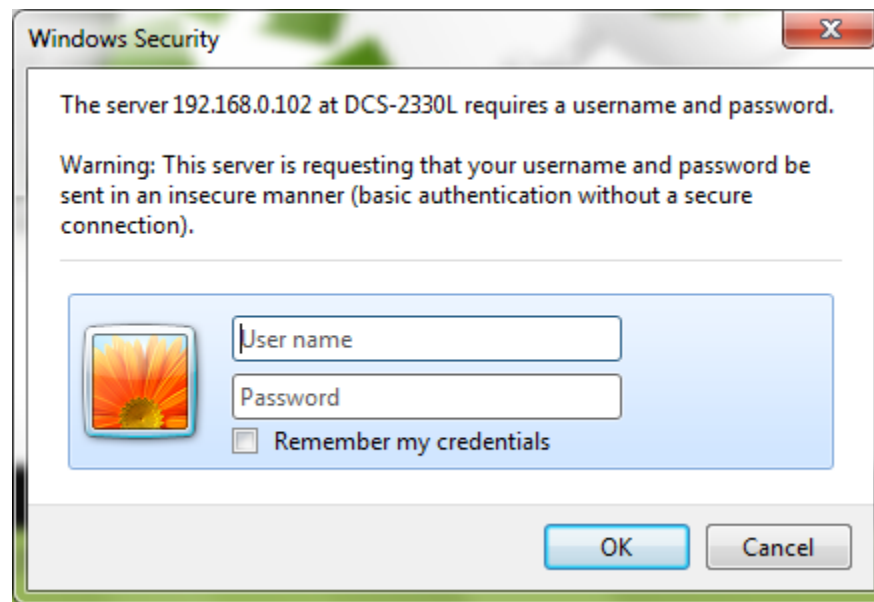 Windows Security
The server 192.168.0.102 at DCS-2330L requires a username and password.
Warning: This server is requesting that your username and password be
sent in an insecure manner (basic authentication without a secure
connection).
User name
Password
Remember my credentials
OK
Cancel